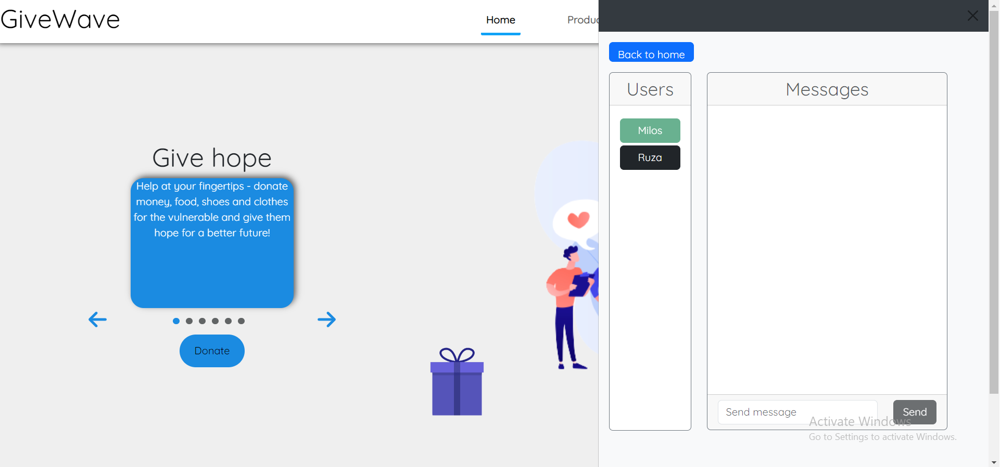 GiveWave
Home
Produc
Back to home
Users
Messages
Milos
Ruza
Give hope
Help at your fingertips - donate
money, food, shoes and clothes
for the vulnerable and give them
hope for a better future!
Donate
Send message
Send
Activate Windows
Go to Settings to activate Windows.